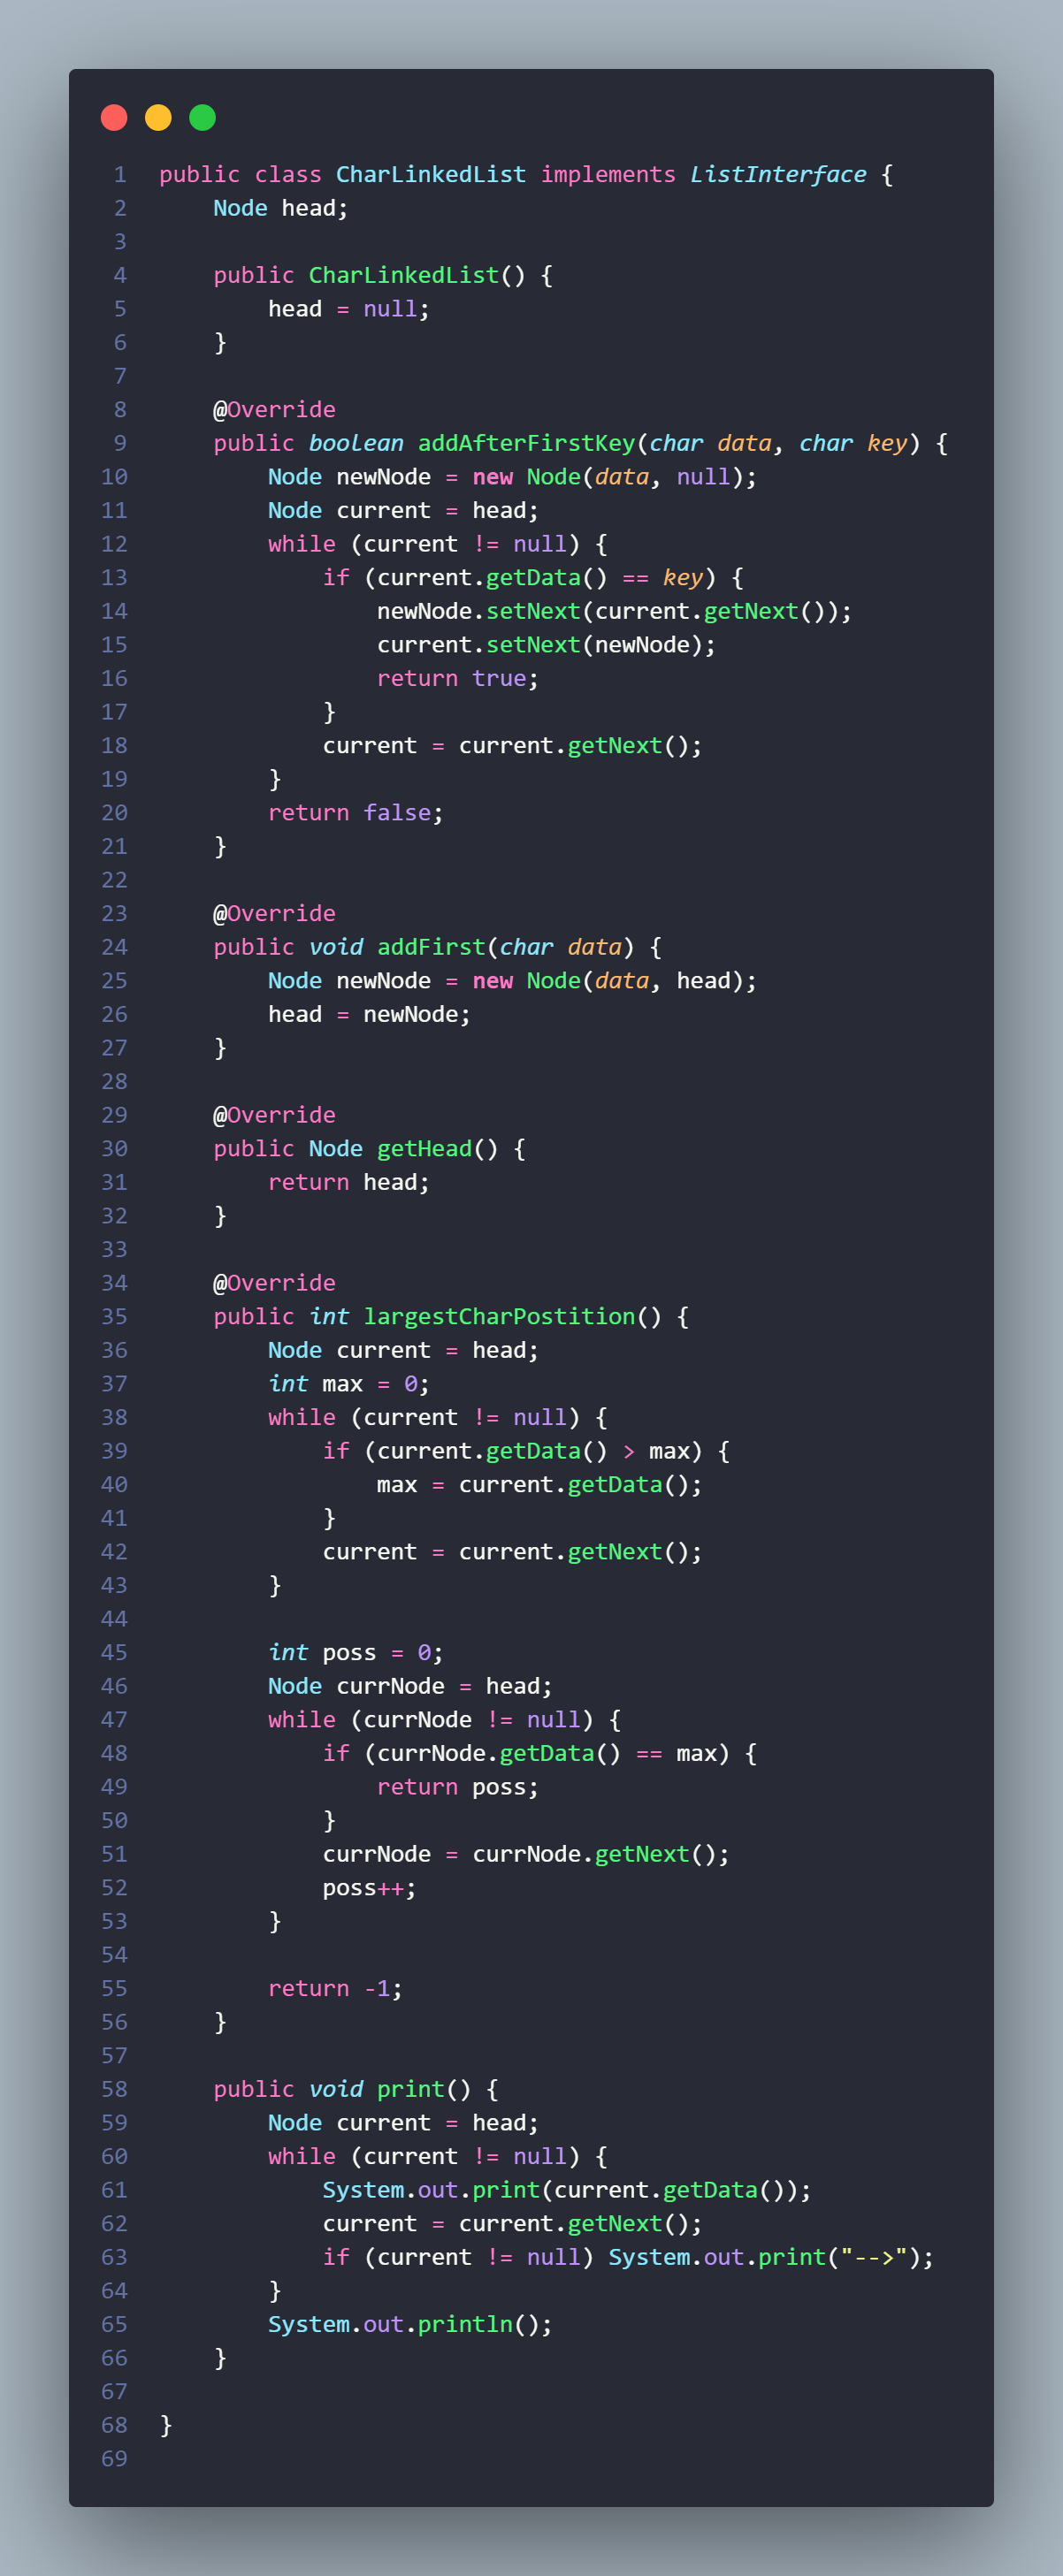 1 public class CharLinkedList implements ListInterface {
2     Node head;
3
4     public CharLinkedList() {
5         head = null;
6     }
7
8     @Override
9     public boolean addAfterFirstKey(char data, char key) {
10         Node newNode = new Node(data, null);
11         Node current = head;
12         while (current != null) {
13             if (current.getData() == key) {
14                 newNode.setNext(current.getNext());
15                 current.setNext(newNode);
16                 return true;
17             }
18             current = current.getNext();
19         }
20         return false;
21     }
22
23     @Override
24     public void addFirst(char data) {
25         Node newNode = new Node(data, head);
26         head = newNode;
27     }
28
29     @Override
30     public Node getHead() {
31         return head;
32     }
33
34     @Override
35     public int largestCharPostition() {
36         Node current = head;
37         int max = 0;
38         while (current != null) {
39             if (current.getData() > max) {
40                 max = current.getData();
41             }
42             current = current.getNext();
43         }
44
45         int poss = 0;
46         Node currNode = head;
47         while (currNode != null) {
48             if (currNode.getData() == max) {
49                 return poss;
50             }
51             currNode = currNode.getNext();
52             poss++;
53         }
54
55         return -1;
56     }
57
58     public void print() {
59         Node current = head;
60         while (current != null) {
61             System.out.print(current.getData());
62             current = current.getNext();
63             if (current != null) System.out.print("-->");
64         }
65         System.out.println();
66     }
67
68 }
69